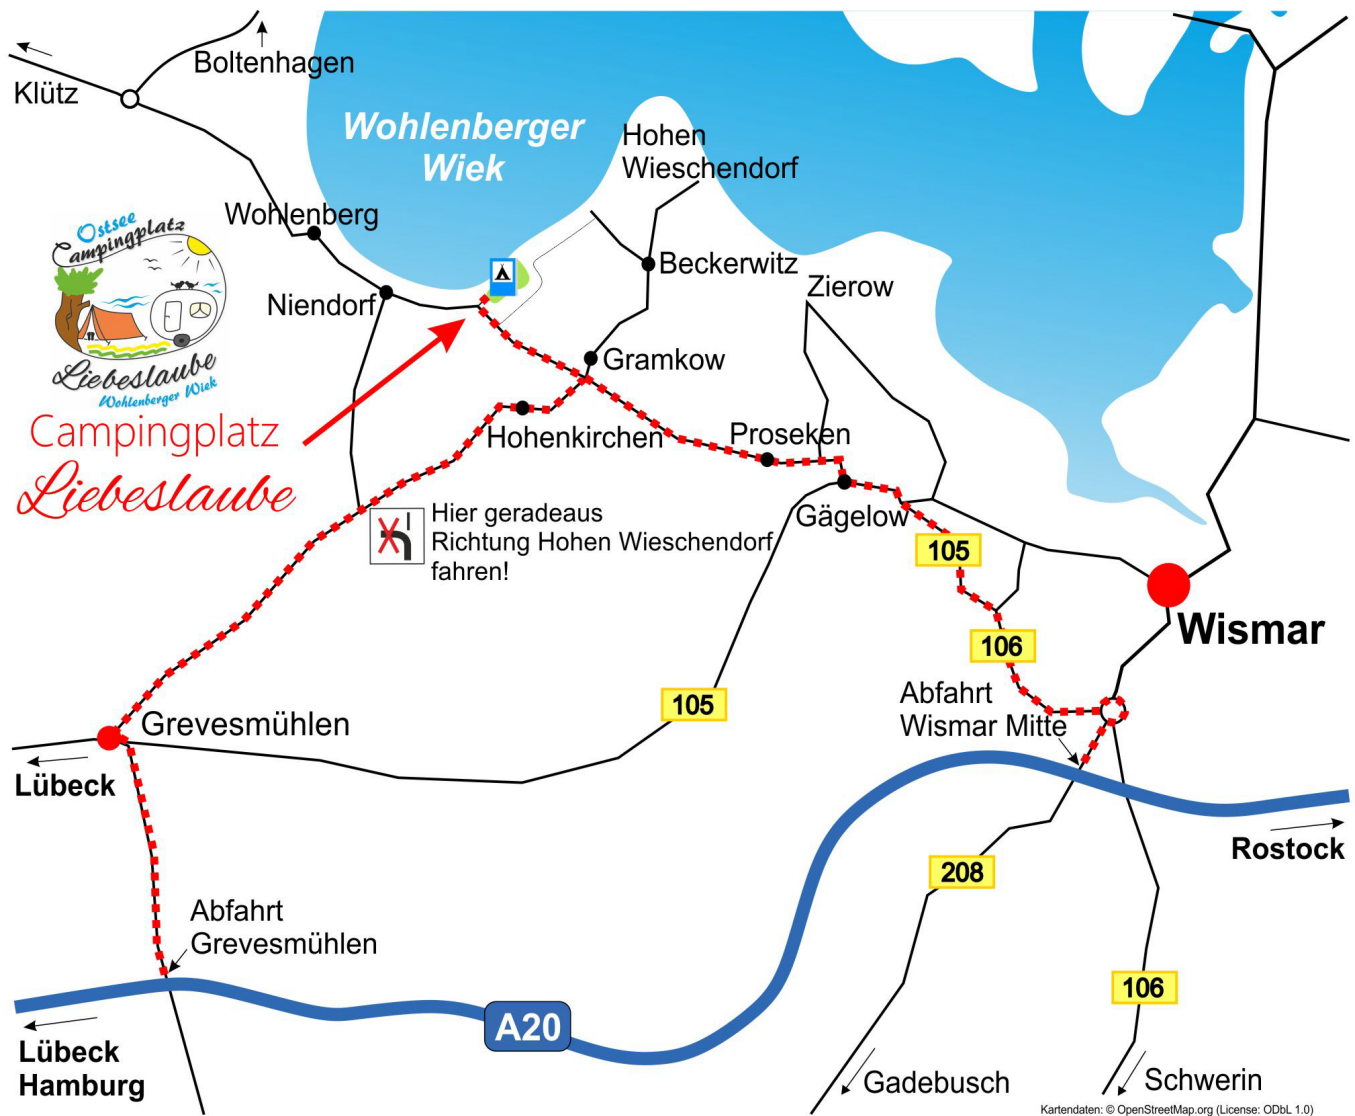 Boltenhagen
Klütz
Wohlenberger
Wiek
Hohen
Wieschendorf
Wohlenberg
Ostsee
Campingplatz
Liebeslaube
Wohlenberger Wiek
Beckerwitz
Zierow
Niendorf
Gramkow
Campingplatz
Liebeslaube
Hohenkirchen
Proseken
Gägelow
Hier geradeaus
Richtung Hohen Wieschendorf
fahren!
105
106
Wismar
Abfahrt
Wismar Mitte
105
Grevesmühlen
Lübeck
Rostock
208
Abfahrt
Grevesmühlen
106
A20
Lübeck
Hamburg
Gadebusch
Schwerin
Kartendaten: © OpenStreetMap.org (License: ODbL 1.0)